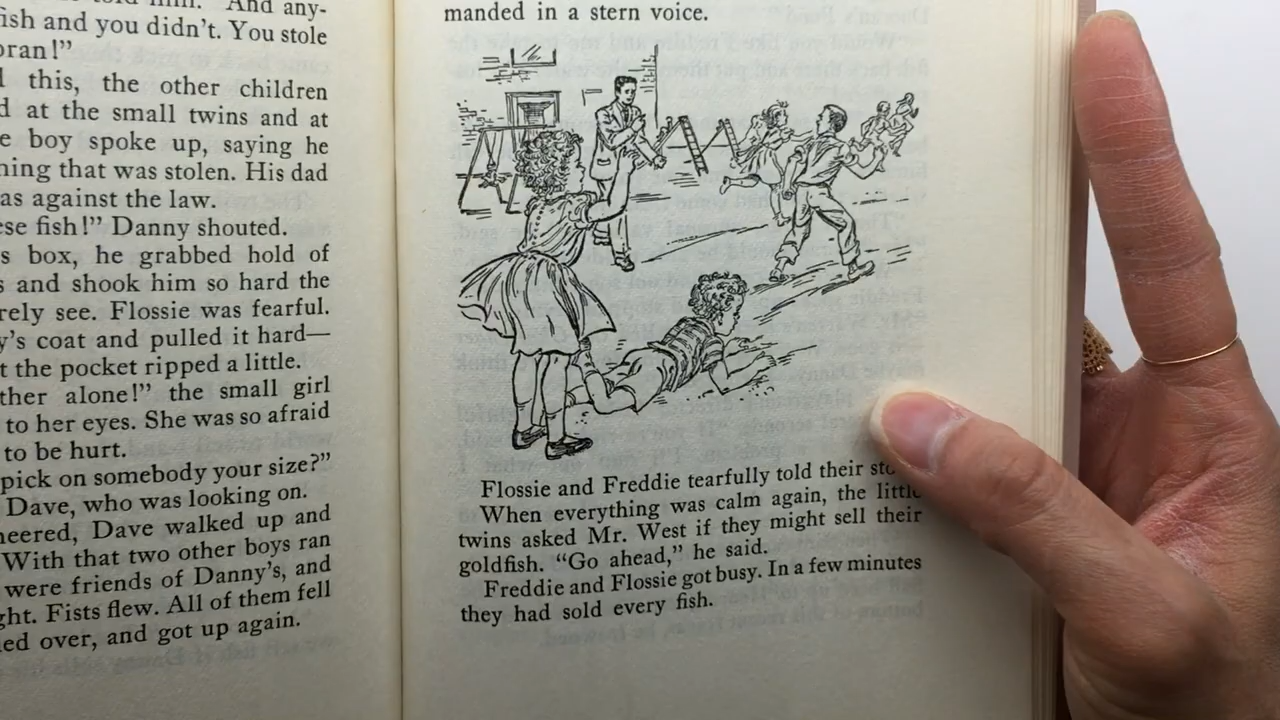 And any-
ish and you didn't. You stole
oran!"
this, the other children
d at the small twins and at
e boy spoke up, saying he
ning that was stolen. His dad
as against the law.
ese fish!" Danny shouted.
s box, he grabbed hold of
s and shook him so hard the
rely see. Flossie was fearful.
y's coat and pulled it hard—
t the pocket ripped a little.
ther alone!" the small girl
to her eyes. She was so afraid
to be hurt.
pick on somebody your size?"
Dave, who was looking on.
neered, Dave walked up and
With that two other boys ran
were friends of Danny's, and
ght. Fists flew. All of them fell
led over, and got up again.
manded in a stern voice.
Flossie and Freddie tearfully told their sto
When everything was calm again, the little
twins asked Mr. West if they might sell their
goldfish. "Go ahead," he said.
Freddie and Flossie got busy. In a few minutes
they had sold every fish.